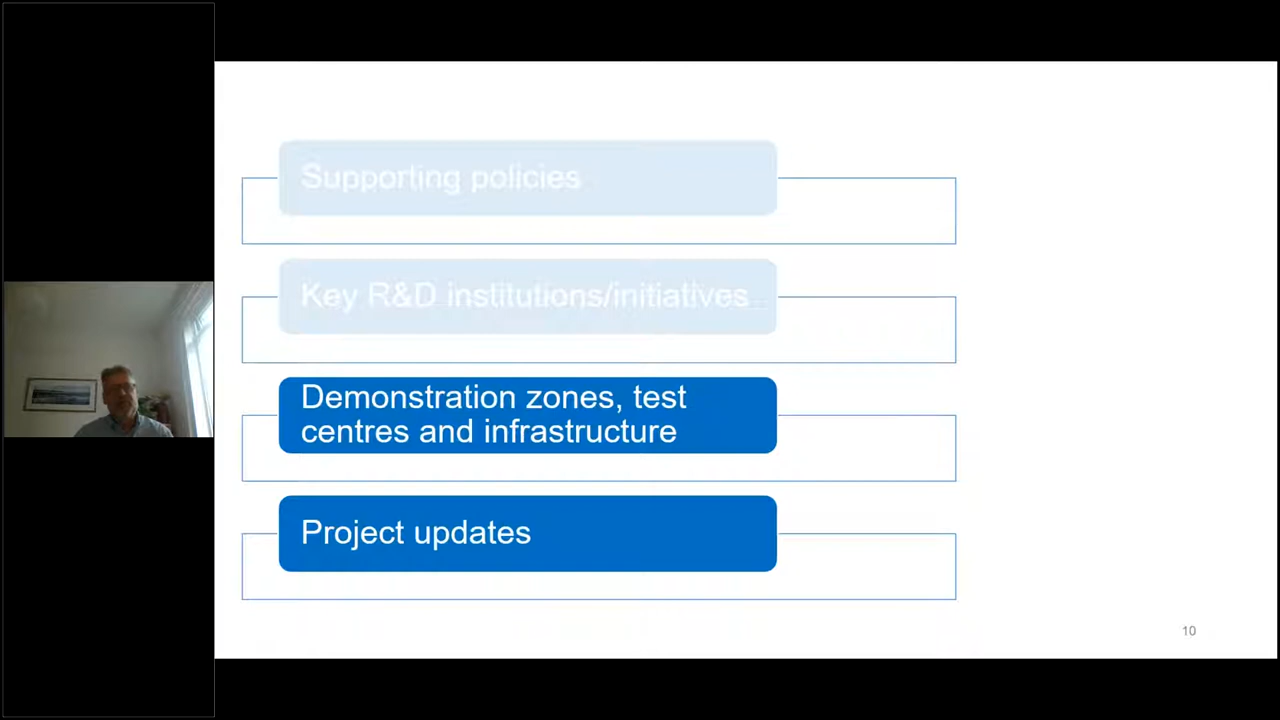 Supporting policies
Key R&D institutions/initiatives
Demonstration zones, test
centres and infrastructure
Project updates
10